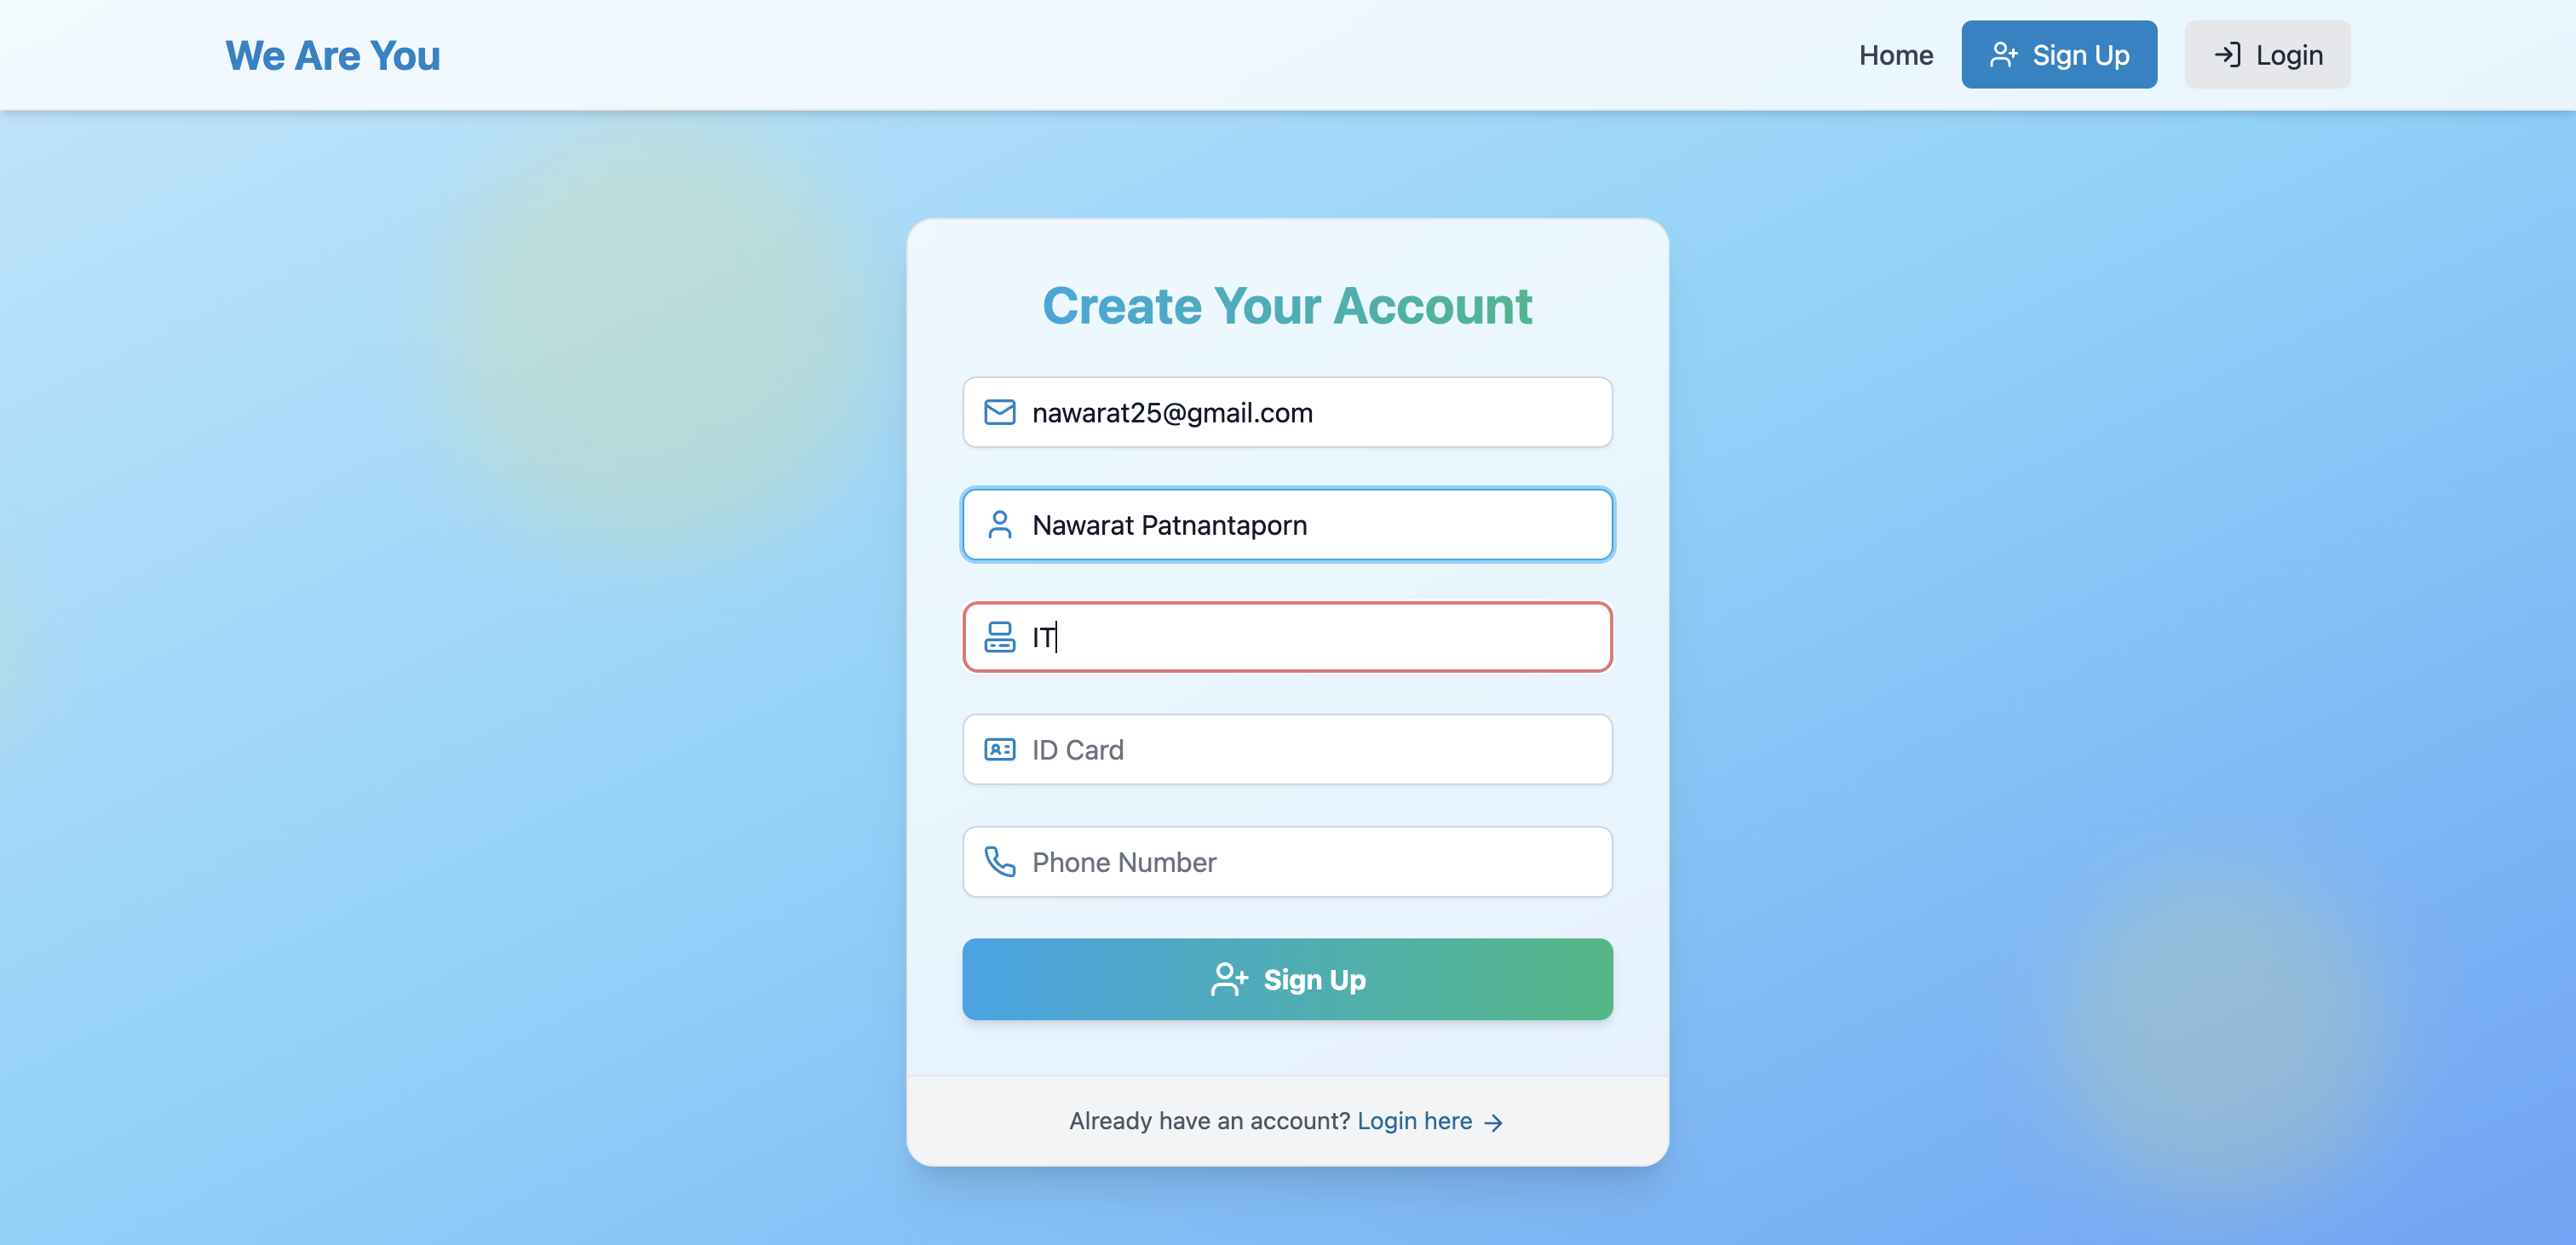 We Are You
Home
Sign Up
Login
Create Your Account
nawarat25@gmail.com
Nawarat Patnantaporn
IT
ID Card
Phone Number
Sign Up
Already have an account? Login here →